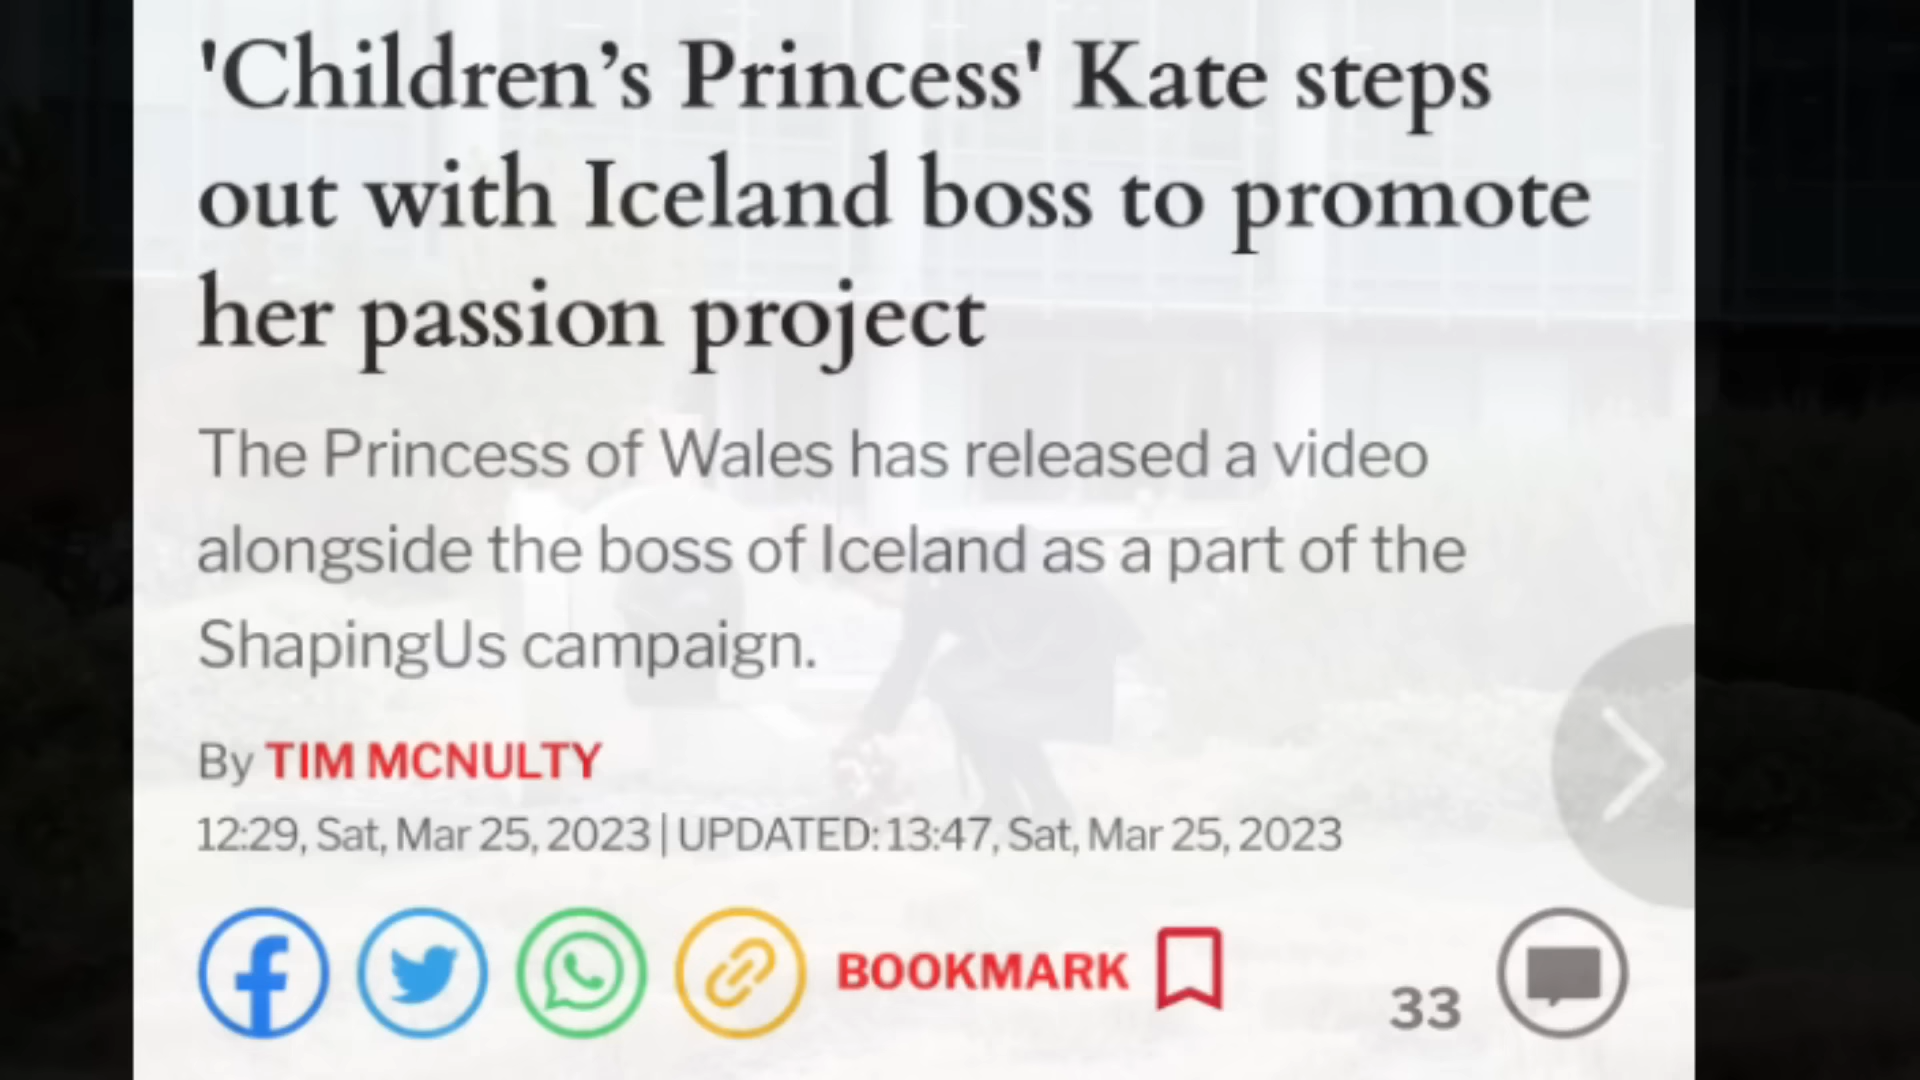 'Children’s Princess' Kate steps
out with Iceland boss to promote
her passion project
The Princess of Wales has released a video
alongside the boss of Iceland as a part of the
ShapingUs campaign.
By TIM MCNULTY
12:29, Sat, Mar 25, 2023 | UPDATED: 13:47, Sat, Mar 25, 2023
BOOKMARK
33